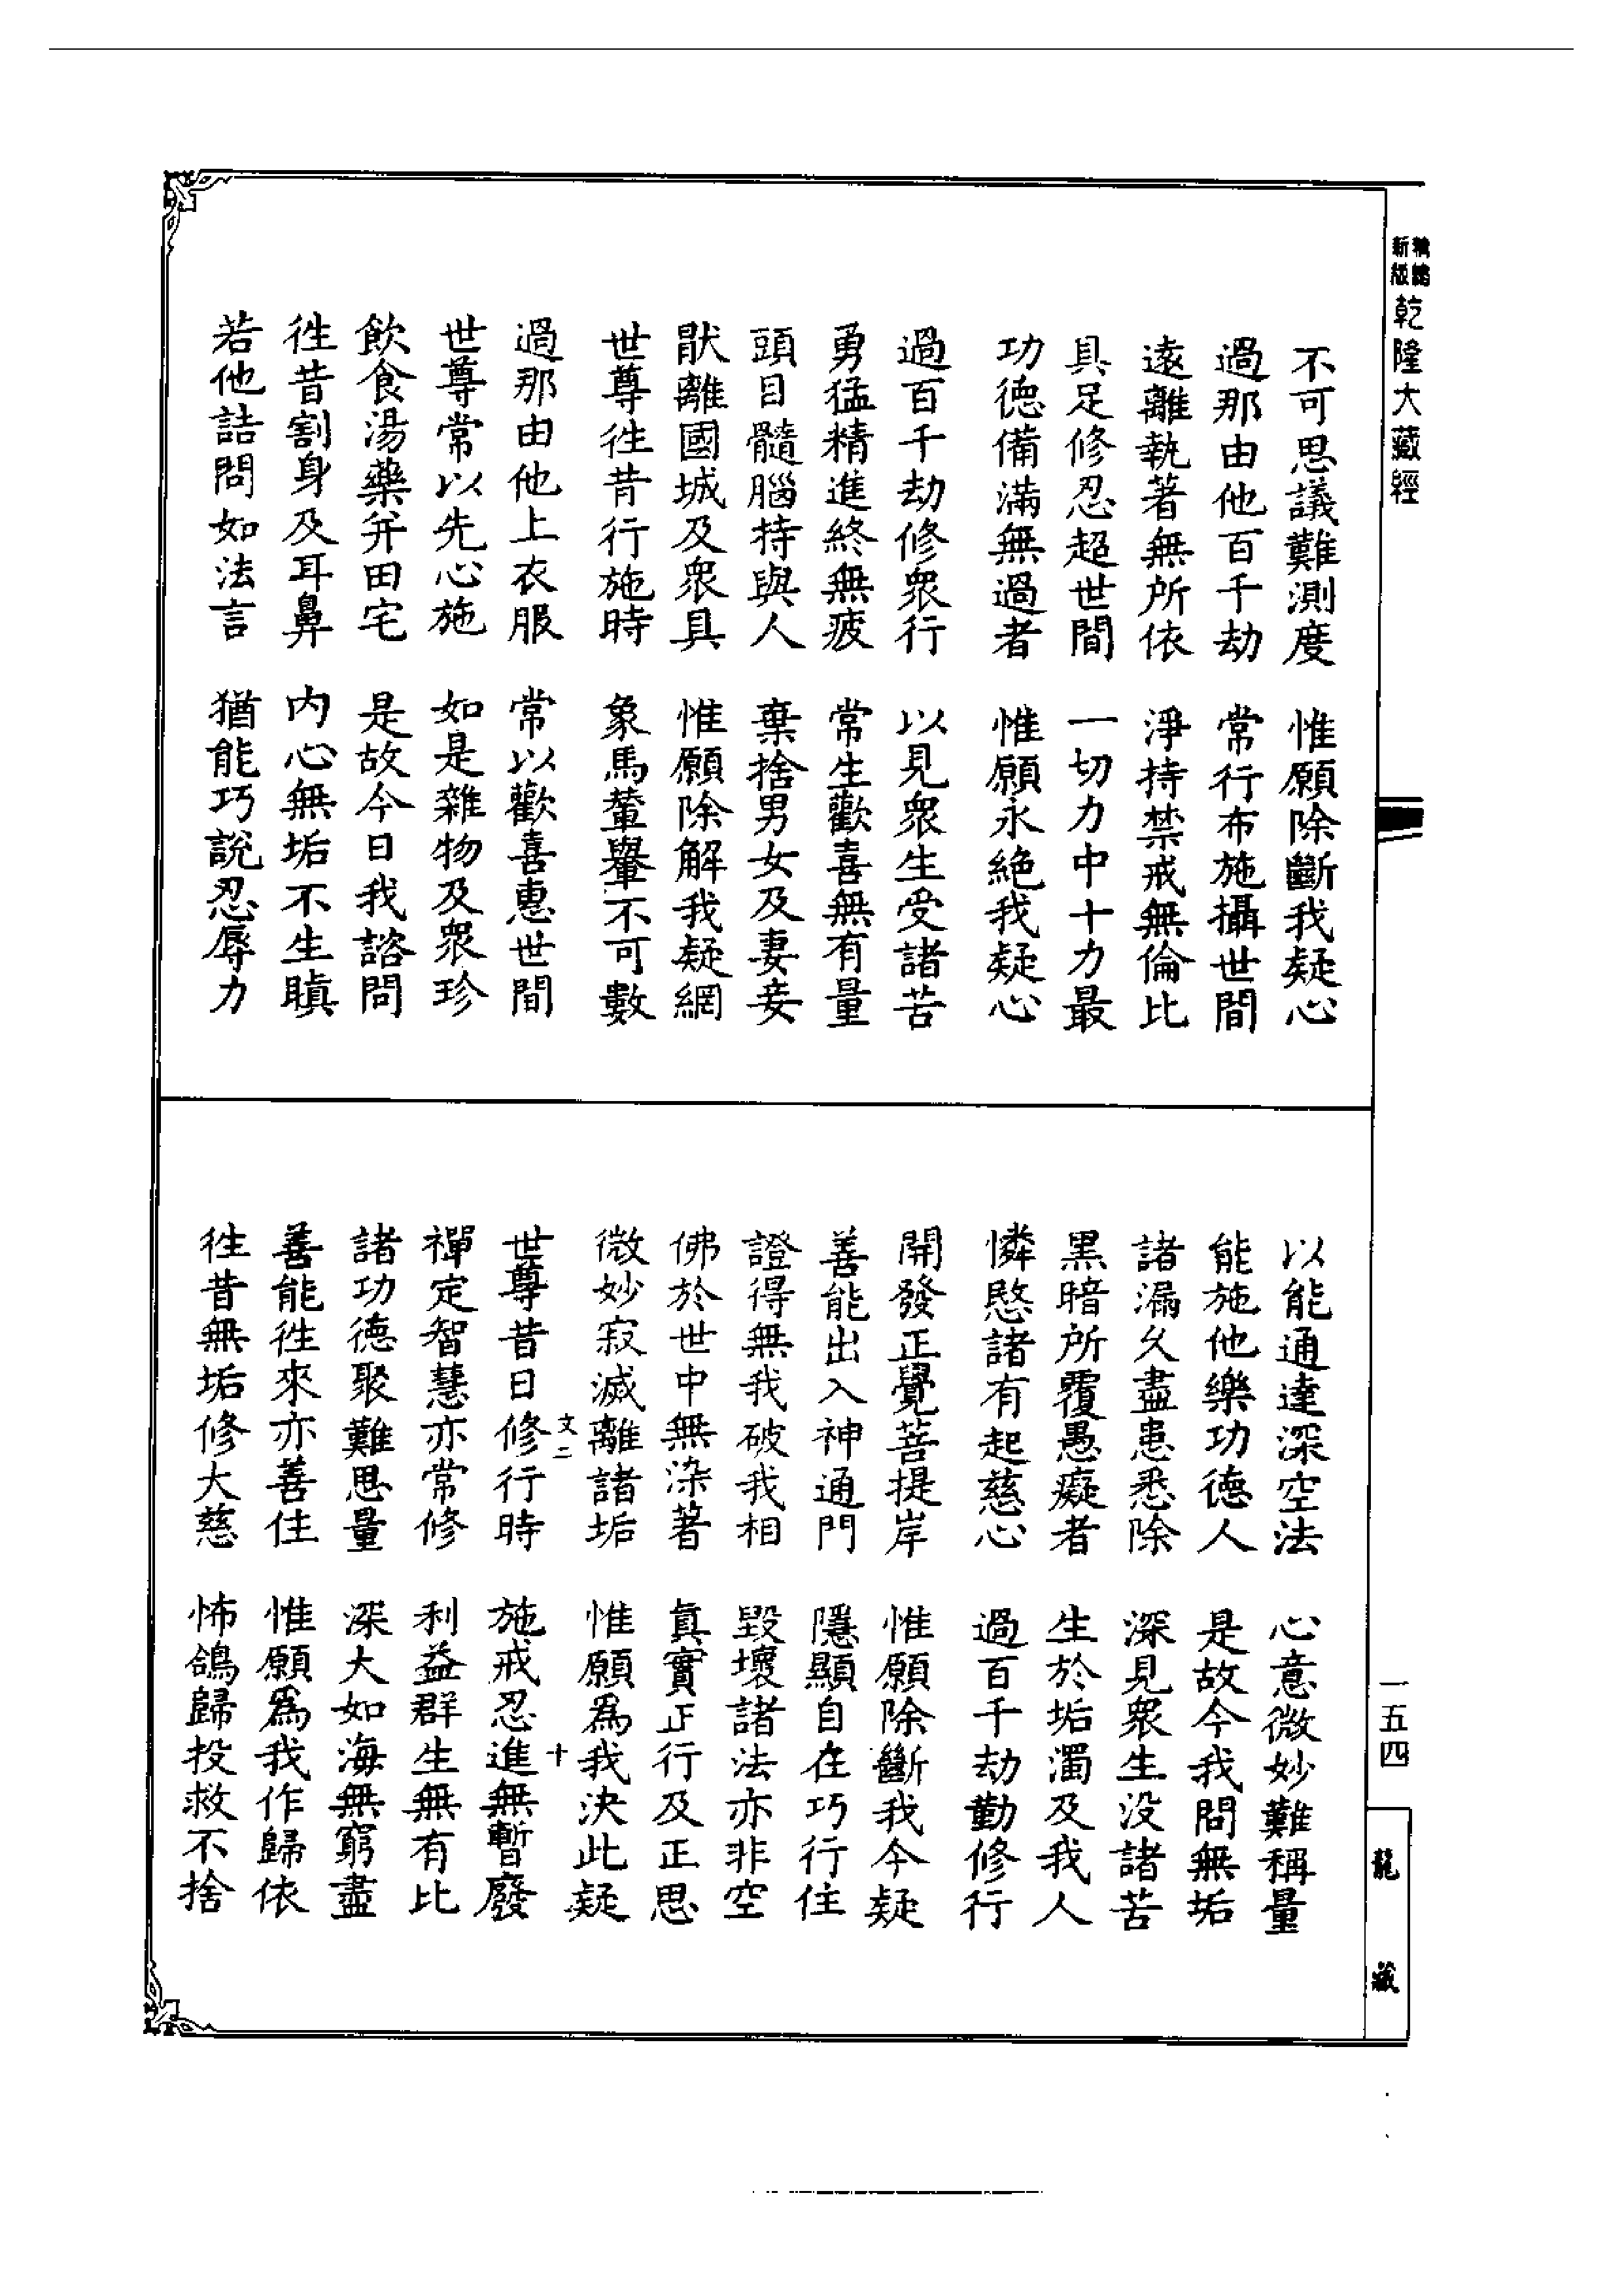 新級
精鵠
乾隆大藏經
不可思議難測度　惟願除斷我疑心
過那由他百千劫　常行布施攝世間
遠離執著無所依　淨持禁戒無倫比
具足修忍超世間　一切力中十力最
功德備滿無過者　惟願永絕我疑心
過百千劫修眾行　以見眾生受諸苦
勇猛精進終無疲　常生歡喜無有量
頭目髓腦持與人　棄捨男女及妻妾
猒離國城及眾具　惟願除解我疑網
世尊徃昔行施時　象馬輦轝不可數
過那由他上衣服　常以歡喜惠世間
世尊常以先心施　如是雜物及眾珍
飲食湯藥并田宅　是故今日我諮問
徃昔割身及耳鼻　內心無垢不生瞋
若他詰問如法言　猶能巧說忍辱力
以能通達深空法　心意微妙難稱量
能施他樂功德人　是故今我問無垢
諸漏久盡患悉除　深見眾生沒諸苦
黑暗所覆愚癡者　生於垢濁及我人
憐愍諸有起慈心　過百千劫勤修行
開發正覺菩提岸　惟願除斷我今疑
善能出入神通門　隱顯自在巧行住
證得無我破我相　毀壞諸法亦非空
佛於世中無染著　真實正行及正思
微妙寂滅離諸垢　惟願為我決此疑
文二　十
世尊昔日修行時　施戒忍進無暫廢
禪定智慧亦常修　利益群生無有比
諸功德聚難思量　深大如海無窮盡
善能徃來亦善住　惟願為我作歸依
徃昔無垢修大慈　怖鴿歸投救不捨
一五四
龍藏